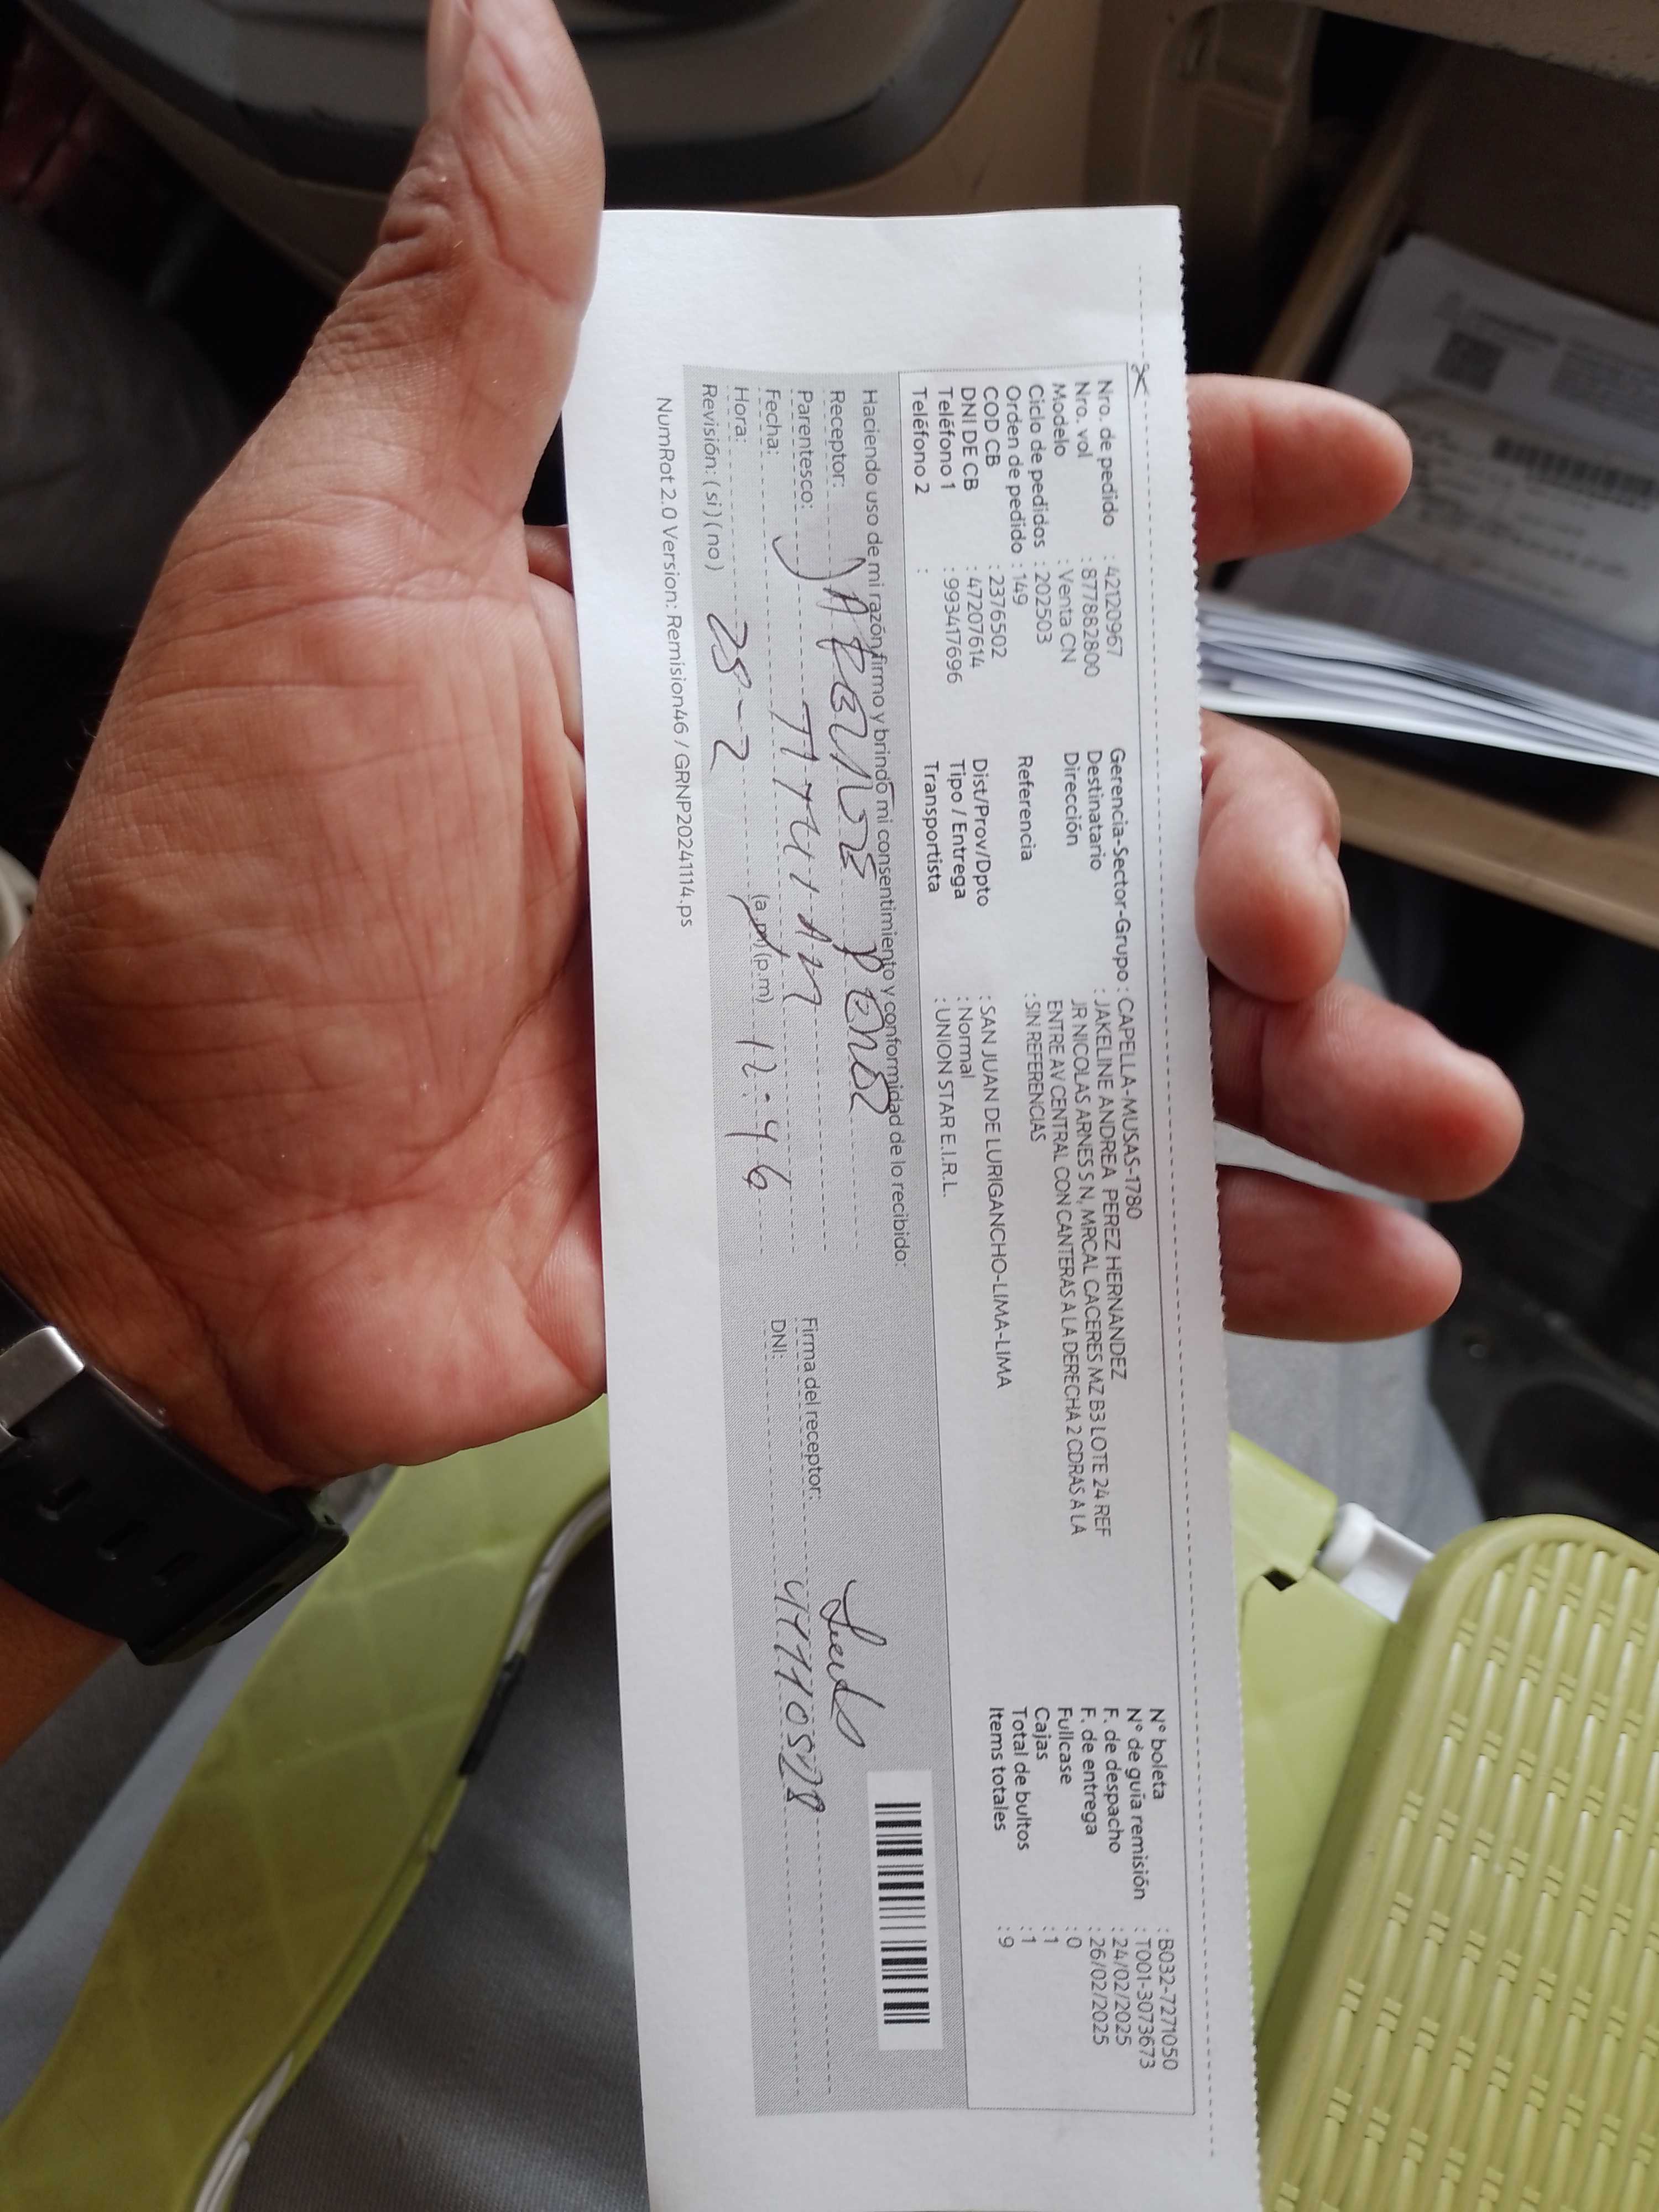 Nro. de pedido : 42120967
Nro. vol : 877882800
Modelo : Venta CN
Ciclo de pedidos : 202503
Orden de pedido : 149
COD CB : 2376502
DNI DE CB : 47207614
Teléfono 1 : 993417696
Teléfono 2 :
Gerencia-Sector-Grupo : CAPELLA-MUSAS-1780
Destinatario : JAKELINE ANDREA PEREZ HERNANDEZ
Dirección JR NICOLAS ARNES S N, MRCAL CACERES MZ B3 LOTE 24 REF
ENTRE AV CENTRAL CON CANTERAS A LA DERECHA 2 CDRAS A LA
Referencia : SIN REFERENCIAS
Dist/Prov/Dpto : SAN JUAN DE LURIGANCHO-LIMA-LIMA
Tipo / Entrega : Normal
Transportista : UNION STAR E.I.R.L.
N° boleta : B032-7271050
N° de guía remisión : T001-3073673
F. de despacho : 24/02/2025
F. de entrega : 26/02/2025
Fullcase : 0
Cajas : 1
Total de bultos : 1
Items totales : 9
Haciendo uso de mi razón firmo y brindo mi consentimiento y conformidad de lo recibido:
Receptor:
Parentesco:
Fecha:
Hora: 28-2 (a.m) (p.m) 12:46
Revisión: (si) (no)
Firma del receptor:
DNI:
NumRot 2.0 Version: Remision46 / GRNP20241114.ps